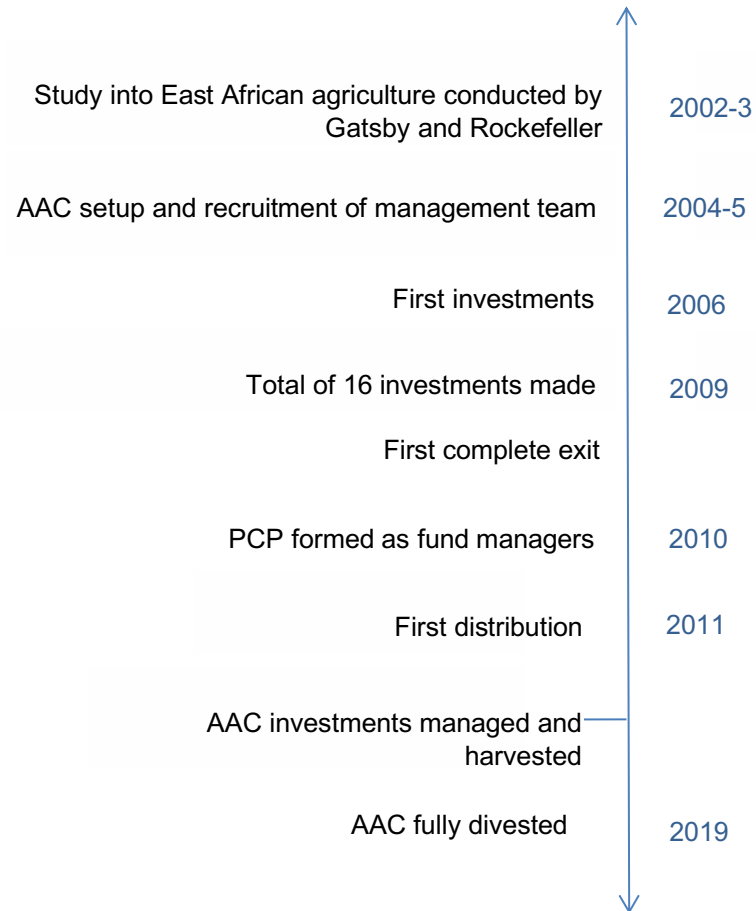 Study into East African agriculture conducted by
Gatsby and Rockefeller
2002-3
AAC setup and recruitment of management team
2004-5
First investments
2006
Total of 16 investments made
2009
First complete exit
PCP formed as fund managers
2010
First distribution
2011
AAC investments managed and
harvested
AAC fully divested
2019